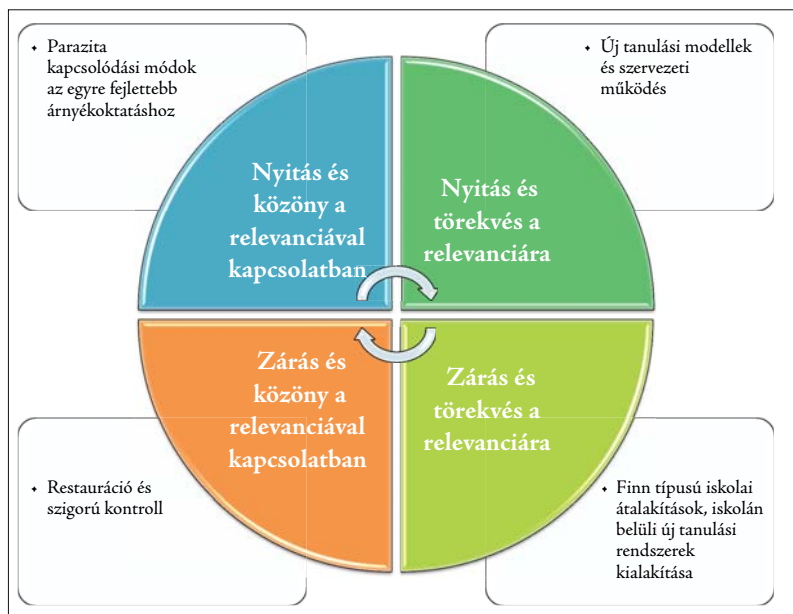 • Parazita
kapcsolódási módok
az egyre fejlettebb
árnyékoktatáshoz
• Új tanulási modellek
és szervezeti
működés
Nyitás és
közöny a
relevanciával
kapcsolatban
Nyitás és
törekvés a
relevanciára
Zárás és
közöny a
relevanciával
kapcsolatban
Zárás és
törekvés a
relevanciára
• Restauráció és
szigorú kontroll
• Finn típusú iskolai
átalakítások, iskolán
belüli új tanulási
rendszerek
kialakítása